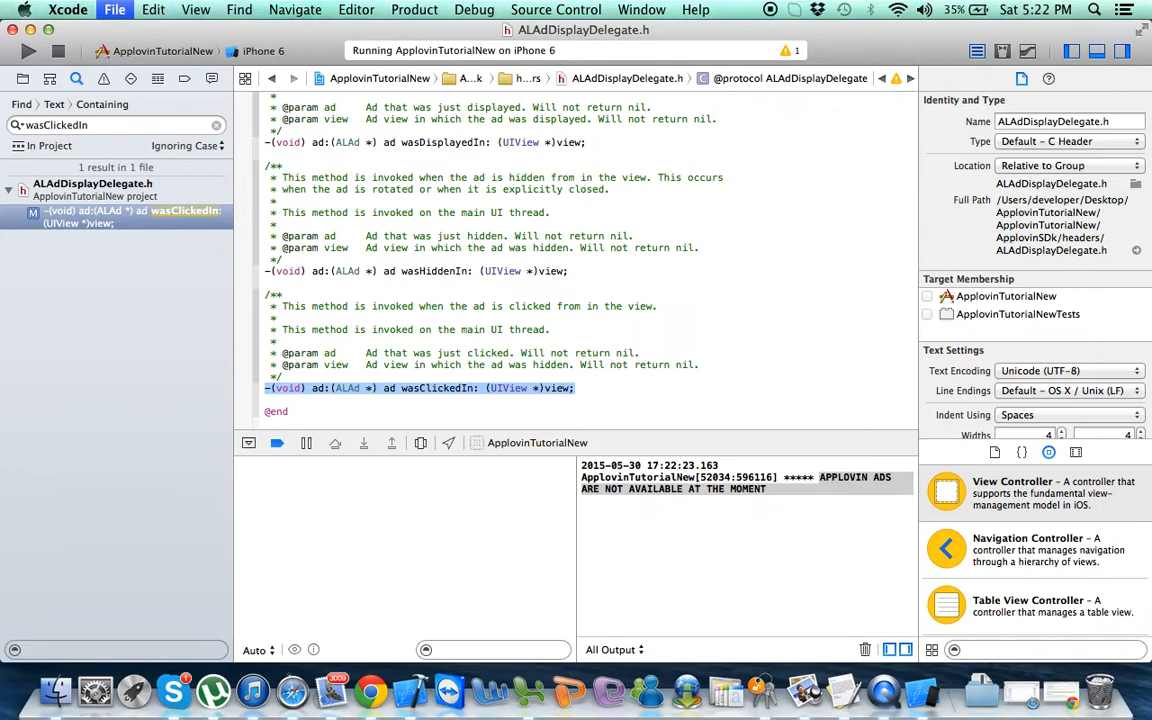 Xcode File Edit View Find Navigate Editor Product Debug Source Control Window Help 35% Sat 5:22 PM
ALAdDisplayDelegate.h
ApplovinTutorialNew iPhone 6
Running ApplovinTutorialNew on iPhone 6
1
ApplovinTutorialNew A...k h...rs ALAdDisplayDelegate.h @protocol ALAdDisplayDelegate
Find Text Containing
wasClickedIn
In Project Ignoring Case
1 result in 1 file
ALAdDisplayDelegate.h
ApplovinTutorialNew project
M -(void) ad:(ALAd *) ad wasClickedIn:
(UIView *)view;
*
* @param ad Ad that was just displayed. Will not return nil.
* @param view Ad view in which the ad was displayed. Will not return nil.
*/
-(void) ad:(ALAd *) ad wasDisplayedIn: (UIView *)view;
/**
* This method is invoked when the ad is hidden from in the view. This occurs
* when the ad is rotated or when it is explicitly closed.
*
* This method is invoked on the main UI thread.
*
* @param ad Ad that was just hidden. Will not return nil.
* @param view Ad view in which the ad was hidden. Will not return nil.
*/
-(void) ad:(ALAd *) ad wasHiddenIn: (UIView *)view;
/**
* This method is invoked when the ad is clicked from in the view.
*
* This method is invoked on the main UI thread.
*
* @param ad Ad that was just clicked. Will not return nil.
* @param view Ad view in which the ad was hidden. Will not return nil.
*/
-(void) ad:(ALAd *) ad wasClickedIn: (UIView *)view;
@end
ApplovinTutorialNew
2015-05-30 17:22:23.163
ApplovinTutorialNew[52034:596116] ***** APPLOVIN ADS
ARE NOT AVAILABLE AT THE MOMENT
Auto
All Output
Identity and Type
Name ALAdDisplayDelegate.h
Type Default - C Header
Location Relative to Group
ALAdDisplayDelegate.h
Full Path /Users/developer/Desktop/
ApplovinTutorialNew/
ApplovinTutorialNew/
ApplovinSDk/headers/
ALAdDisplayDelegate.h
Target Membership
ApplovinTutorialNew
ApplovinTutorialNewTests
Text Settings
Text Encoding Unicode (UTF-8)
Line Endings Default - OS X / Unix (LF)
Indent Using Spaces
Widths 4 4
View Controller - A controller that
supports the fundamental view-
management model in iOS.
Navigation Controller - A
controller that manages navigation
through a hierarchy of views.
Table View Controller - A
controller that manages a table view.
1
3009